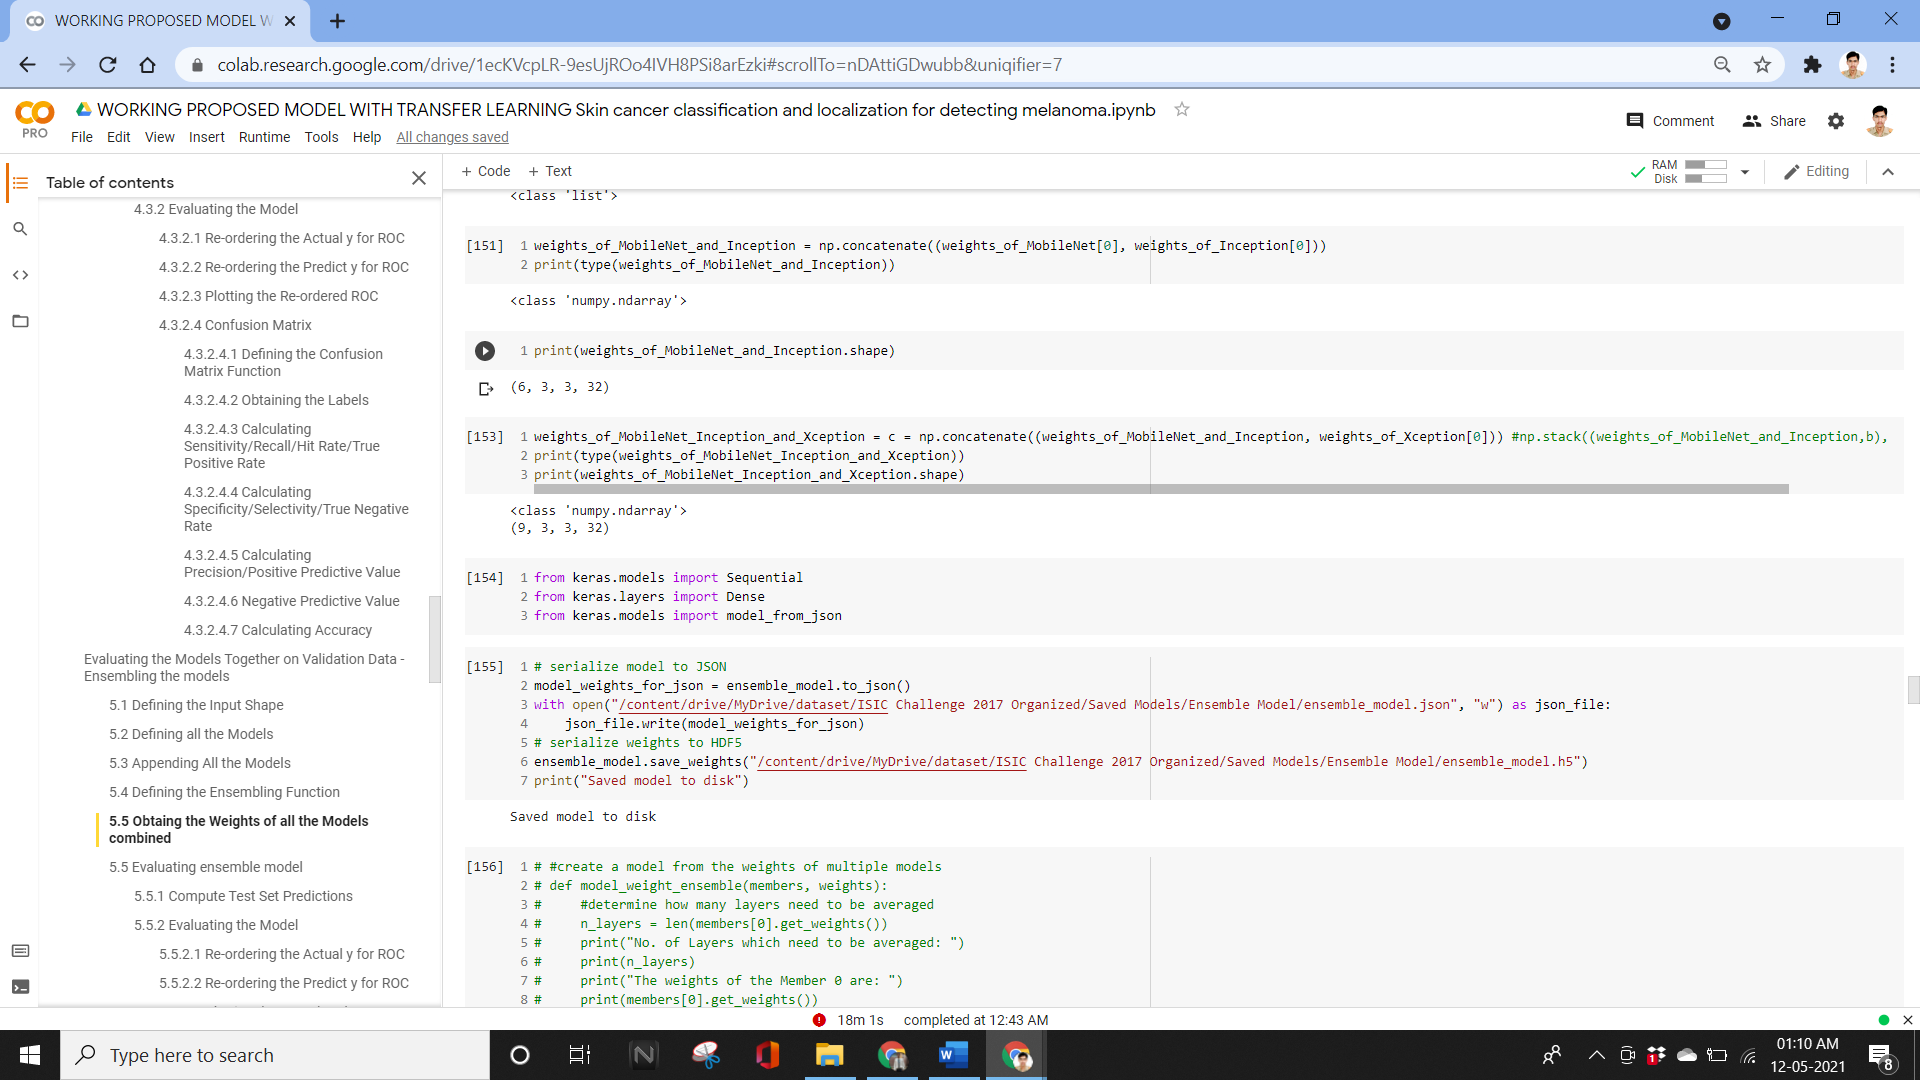 WORKING PROPOSED MODEL W
colab.research.google.com/drive/1ecKVcpLR-9esUjROo4IVH8PSi8arEzki#scrollTo=nDAttiGDwubb&uniqifier=7
CO
PRO
WORKING PROPOSED MODEL WITH TRANSFER LEARNING Skin cancer classification and localization for detecting melanoma.ipynb
File Edit View Insert Runtime Tools Help All changes saved
Comment Share
Table of contents
+ Code + Text
RAM
Disk
Editing
4.3.2 Evaluating the Model
4.3.2.1 Re-ordering the Actual y for ROC
4.3.2.2 Re-ordering the Predict y for ROC
4.3.2.3 Plotting the Re-ordered ROC
4.3.2.4 Confusion Matrix
4.3.2.4.1 Defining the Confusion
Matrix Function
4.3.2.4.2 Obtaining the Labels
4.3.2.4.3 Calculating
Sensitivity/Recall/Hit Rate/True
Positive Rate
4.3.2.4.4 Calculating
Specificity/Selectivity/True Negative
Rate
4.3.2.4.5 Calculating
Precision/Positive Predictive Value
4.3.2.4.6 Negative Predictive Value
4.3.2.4.7 Calculating Accuracy
Evaluating the Models Together on Validation Data -
Ensembling the models
5.1 Defining the Input Shape
5.2 Defining all the Models
5.3 Appending All the Models
5.4 Defining the Ensembling Function
5.5 Obtaing the Weights of all the Models
combined
5.5 Evaluating ensemble model
5.5.1 Compute Test Set Predictions
5.5.2 Evaluating the Model
5.5.2.1 Re-ordering the Actual y for ROC
5.5.2.2 Re-ordering the Predict y for ROC
<class 'list'>
[151] 1 weights_of_MobileNet_and_Inception = np.concatenate((weights_of_MobileNet[0], weights_of_Inception[0]))
2 print(type(weights_of_MobileNet_and_Inception))
<class 'numpy.ndarray'>
1 print(weights_of_MobileNet_and_Inception.shape)
(6, 3, 3, 32)
[153] 1 weights_of_MobileNet_Inception_and_Xception = c = np.concatenate((weights_of_MobileNet_and_Inception, weights_of_Xception[0])) #np.stack((weights_of_MobileNet_and_Inception,b),
2 print(type(weights_of_MobileNet_Inception_and_Xception))
3 print(weights_of_MobileNet_Inception_and_Xception.shape)
<class 'numpy.ndarray'>
(9, 3, 3, 32)
[154] 1 from keras.models import Sequential
2 from keras.layers import Dense
3 from keras.models import model_from_json
[155] 1 # serialize model to JSON
2 model_weights_for_json = ensemble_model.to_json()
3 with open("/content/drive/MyDrive/dataset/ISIC Challenge 2017 Organized/Saved Models/Ensemble Model/ensemble_model.json", "w") as json_file:
4 json_file.write(model_weights_for_json)
5 # serialize weights to HDF5
6 ensemble_model.save_weights("/content/drive/MyDrive/dataset/ISIC Challenge 2017 Organized/Saved Models/Ensemble Model/ensemble_model.h5")
7 print("Saved model to disk")
Saved model to disk
[156] 1 # #create a model from the weights of multiple models
2 # def model_weight_ensemble(members, weights):
3 # #determine how many layers need to be averaged
4 # n_layers = len(members[0].get_weights())
5 # print("No. of Layers which need to be averaged: ")
6 # print(n_layers)
7 # print("The weights of the Member 0 are: ")
8 # print(members[0].get_weights())
18m 1s completed at 12:43 AM
Type here to search
01:10 AM
12-05-2021
8